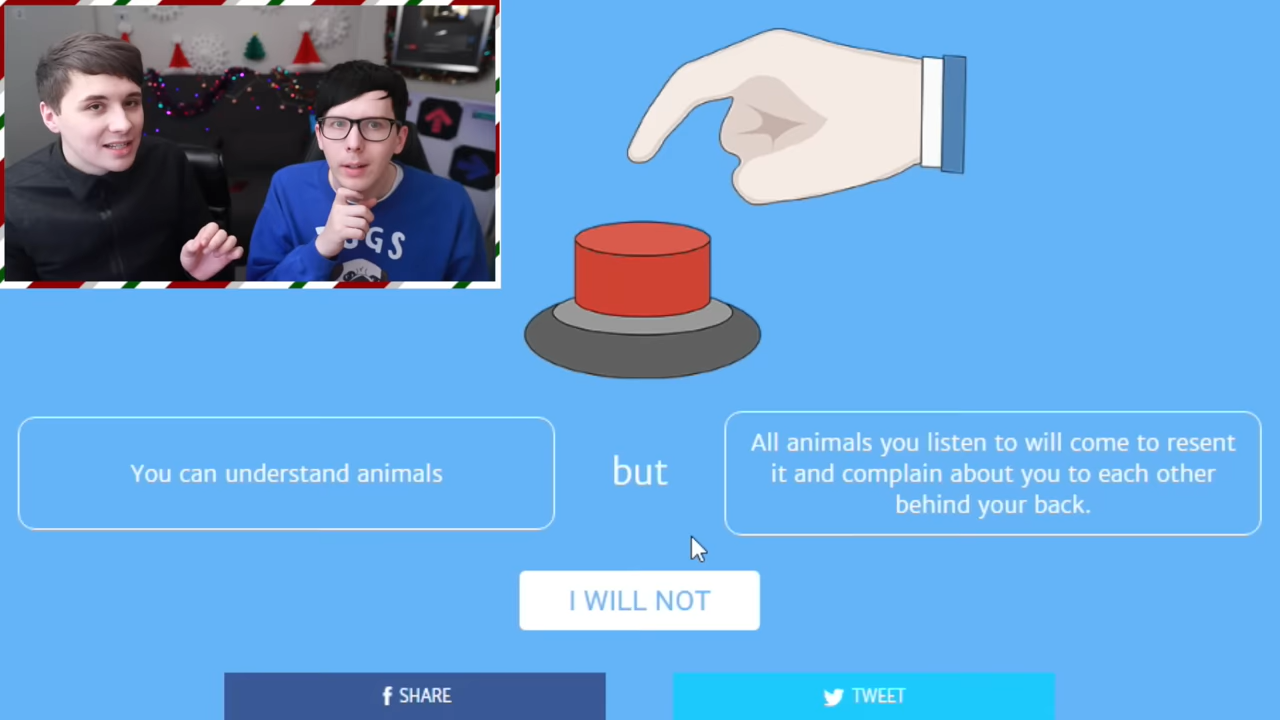 You can understand animals
but
All animals you listen to will come to resent
it and complain about you to each other
behind your back.
I WILL NOT
SHARE
TWEET